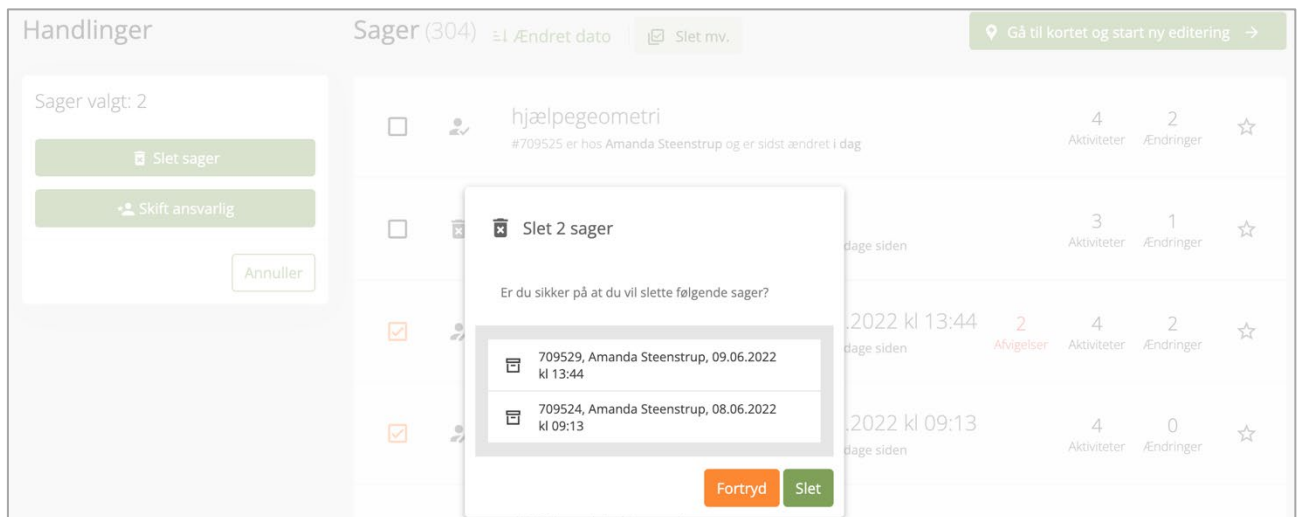 Handlinger
Sager (304) Ændret dato Slet mv. Gå til kortet og start ny editering →
Sager valgt: 2
Slet sager
Skift ansvarlig
Annuller
hjælpegeometri
#709525 er hos Amanda Steenstrup og er sidst ændret i dag
4 2
Aktiviteter Ændringer
3 1
dage siden Aktiviteter Ændringer
.2022 kl 13:44 2 4 2
dage siden Afvigelser Aktiviteter Ændringer
.2022 kl 09:13 4 0
dage siden Aktiviteter Ændringer
Slet 2 sager
Er du sikker på at du vil slette følgende sager?
709529, Amanda Steenstrup, 09.06.2022
kl 13:44
709524, Amanda Steenstrup, 08.06.2022
kl 09:13
Fortryd Slet